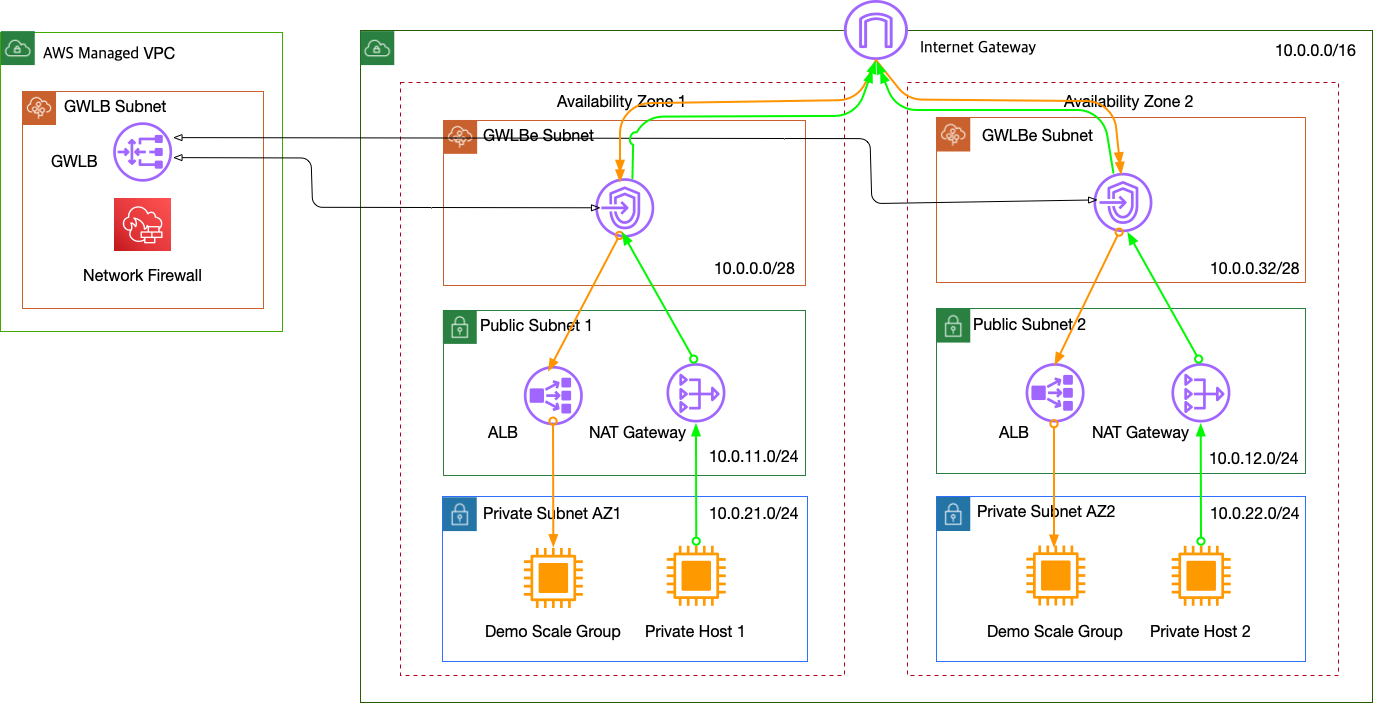 AWS Managed VPC
GWLB Subnet
GWLB
Network Firewall
Internet Gateway
10.0.0.0/16
Availability Zone 1
GWLBe Subnet
10.0.0.0/28
Public Subnet 1
ALB
NAT Gateway
10.0.11.0/24
Private Subnet AZ1
10.0.21.0/24
Demo Scale Group
Private Host 1
Availability Zone 2
GWLBe Subnet
10.0.0.32/28
Public Subnet 2
ALB
NAT Gateway
10.0.12.0/24
Private Subnet AZ2
10.0.22.0/24
Demo Scale Group
Private Host 2